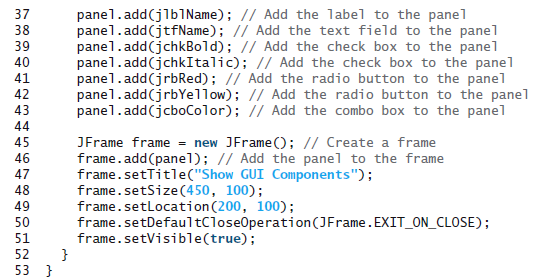 37 panel.add(jlblName); // Add the label to the panel
38 panel.add(jtfName); // Add the text field to the panel
39 panel.add(jchkBold); // Add the check box to the panel
40 panel.add(jchkItalic); // Add the check box to the panel
41 panel.add(jrbRed); // Add the radio button to the panel
42 panel.add(jrbYellow); // Add the radio button to the panel
43 panel.add(jcboColor); // Add the combo box to the panel
44
45 JFrame frame = new JFrame(); // Create a frame
46 frame.add(panel); // Add the panel to the frame
47 frame.setTitle("Show GUI Components");
48 frame.setSize(450, 100);
49 frame.setLocation(200, 100);
50 frame.setDefaultCloseOperation(JFrame.EXIT_ON_CLOSE);
51 frame.setVisible(true);
52 }
53 }